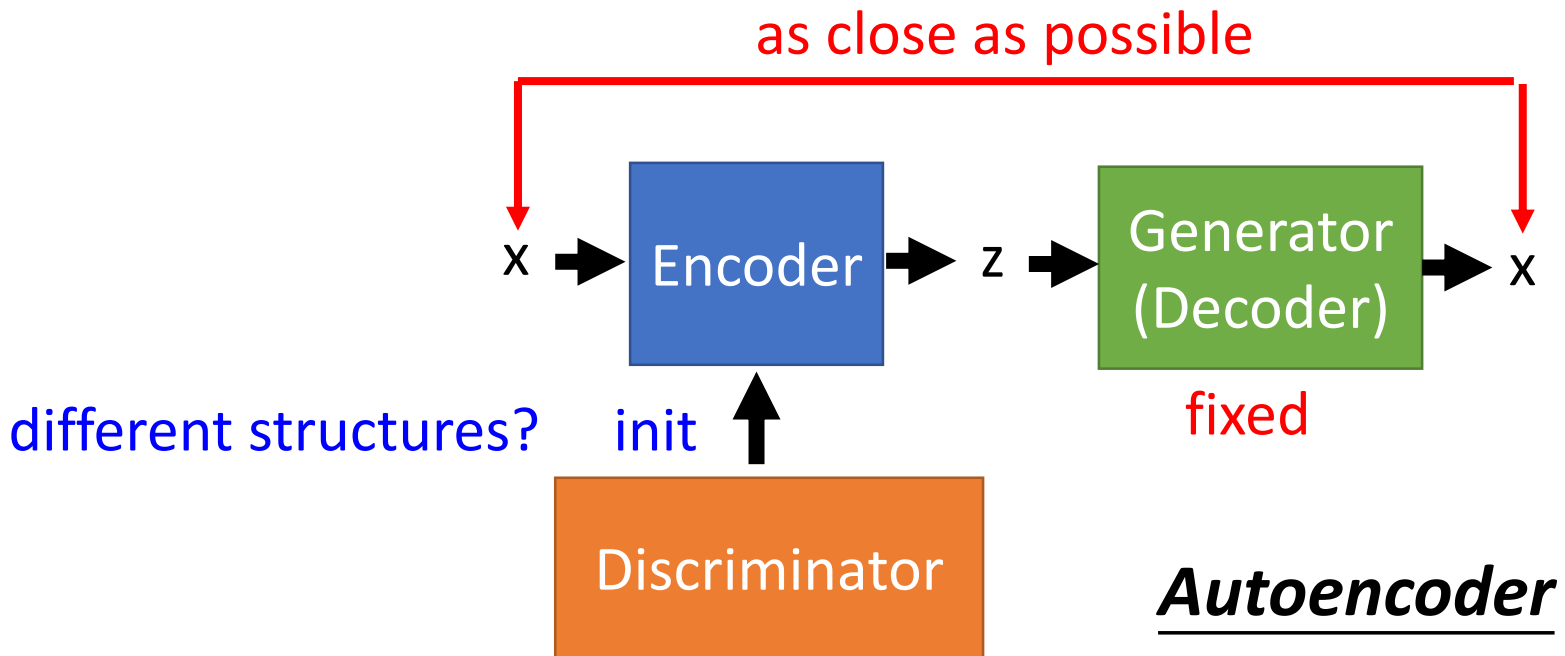 as close as possible
x
Encoder
z
Generator
(Decoder)
x
different structures?
init
fixed
Discriminator
Autoencoder